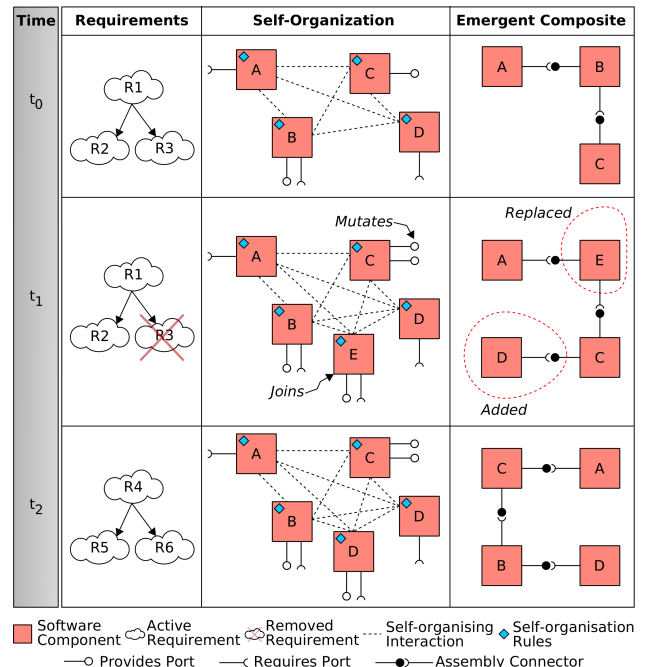 Time Requirements Self-Organization Emergent Composite
t0
R1
R2 R3
A
C
B
D
A B
C
t1
R1
R2 R3
Mutates
A
C
B
D
E
Joins
Replaced
A E
D C
Added
t2
R4
R5 R6
A
C
B
D
D
C A
B D
Software Component
Active Requirement
Removed Requirement
Self-organising Interaction
Self-organisation Rules
Provides Port
Requires Port
Assembly Connector